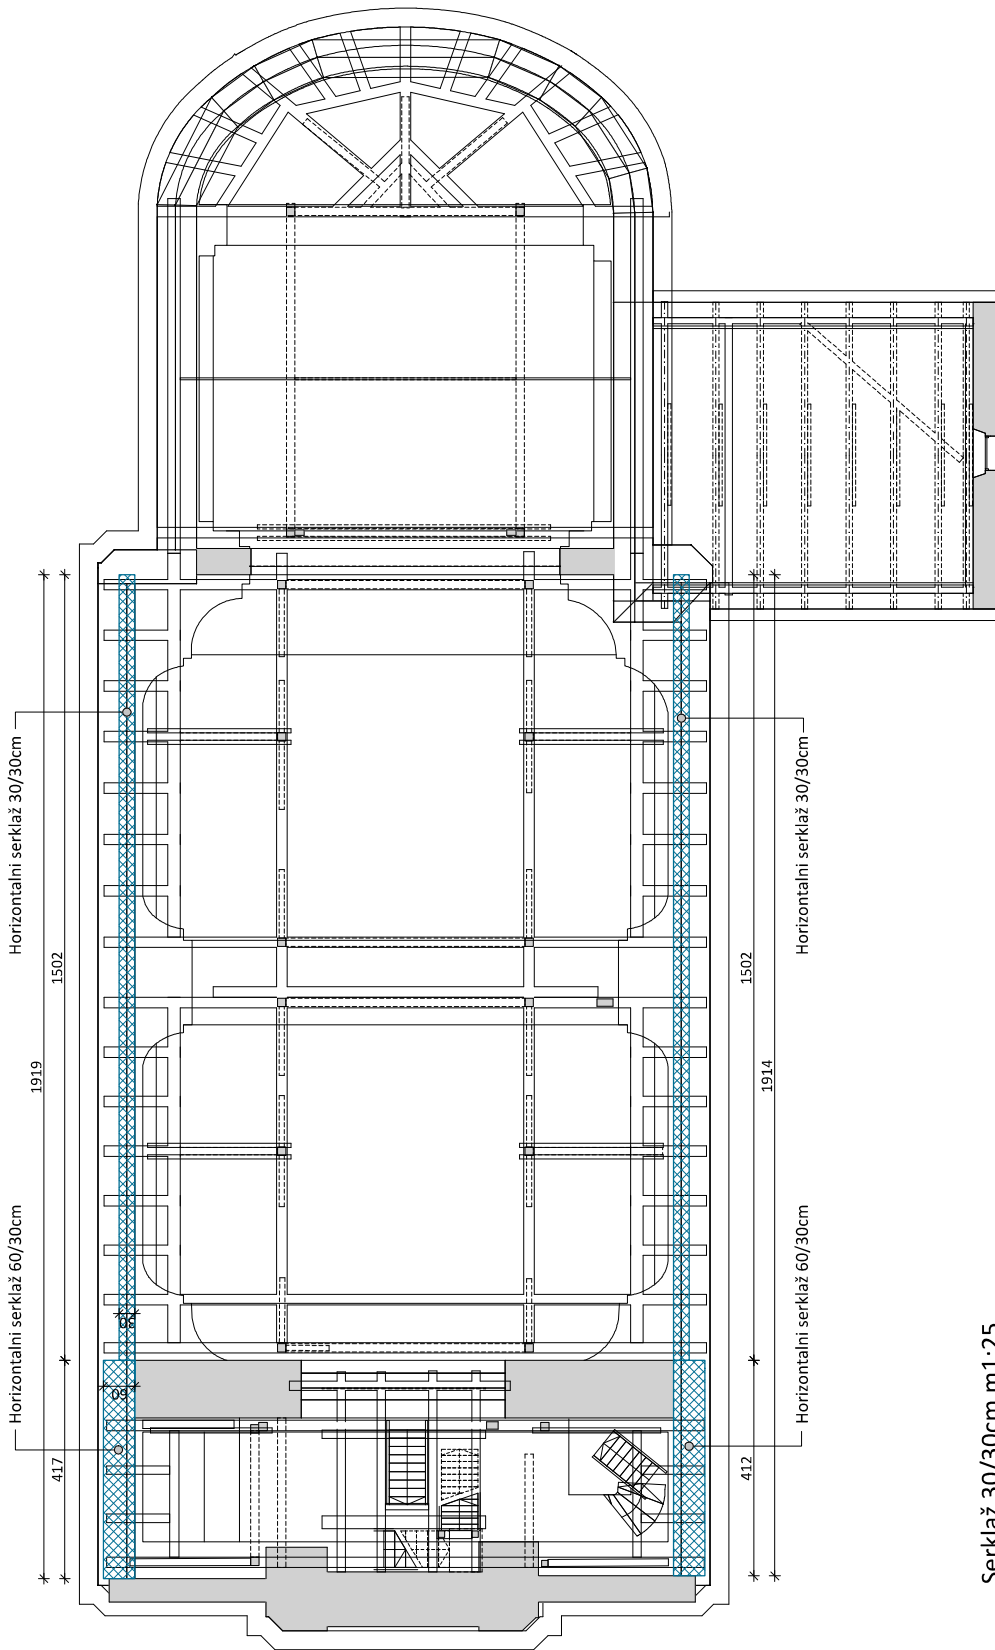 Horizontalni serklaž 30/30cm
Horizontalni serklaž 30/30cm
1502
1919
1502
1914
Horizontalni serklaž 60/30cm
Horizontalni serklaž 60/30cm
30
60
417
412
Serklaž 30/30cm m1:25